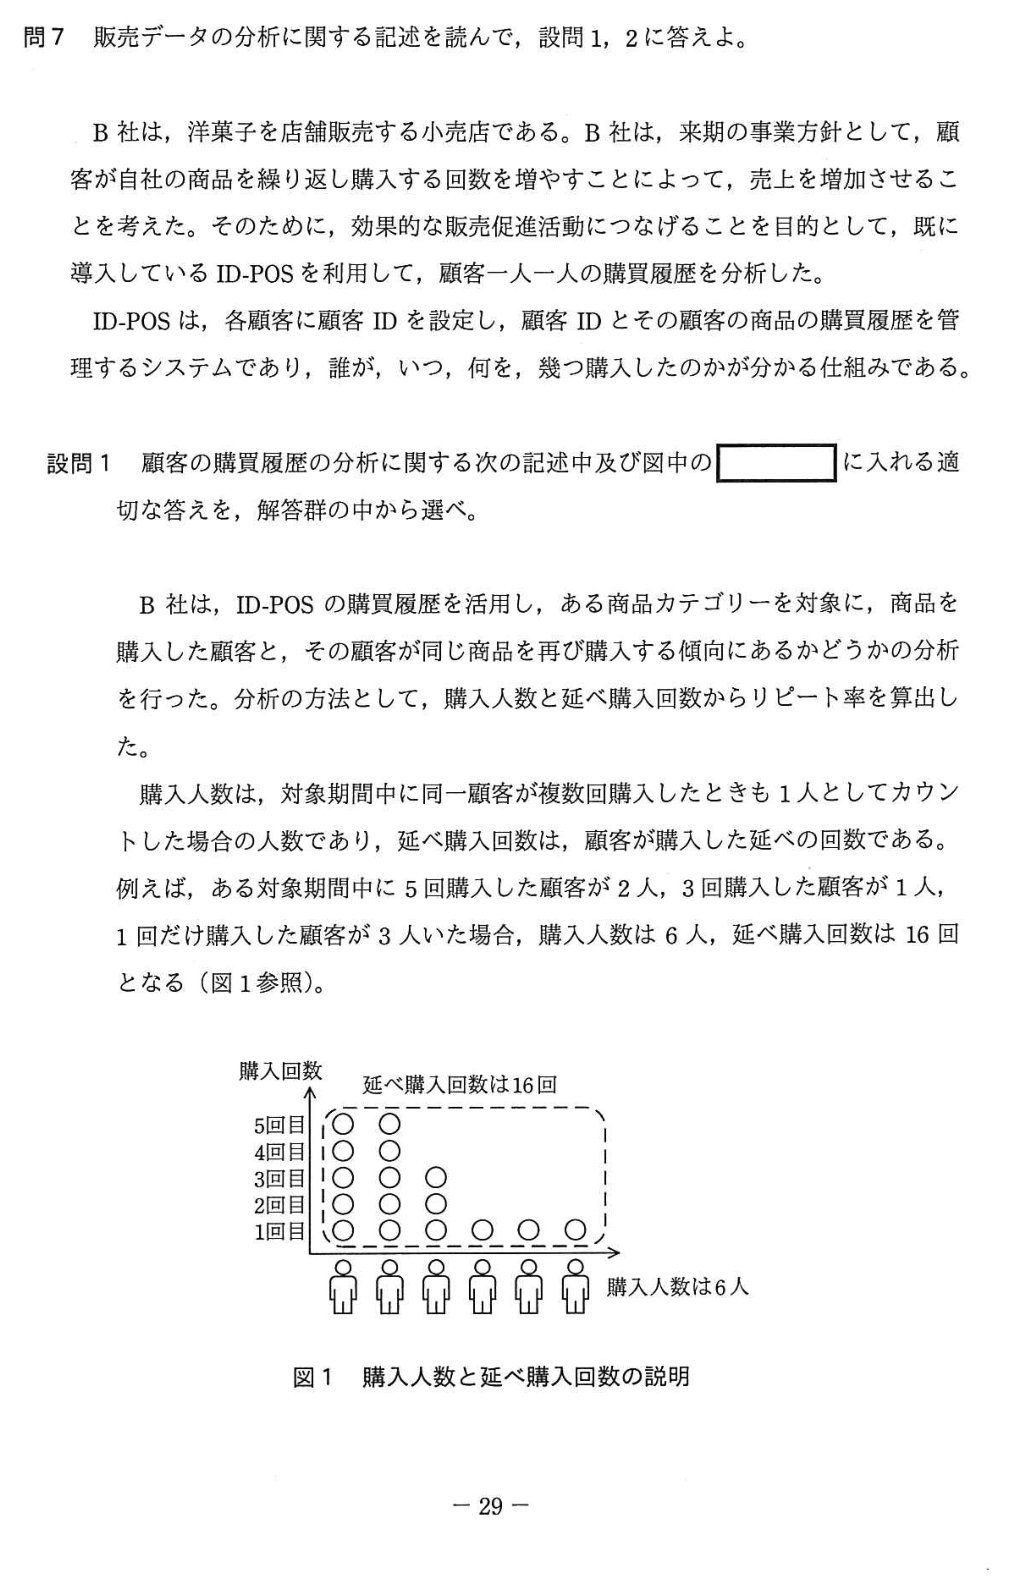 問7　販売データの分析に関する記述を読んで，設問1，2に答えよ。
B 社は，洋菓子を店舗販売する小売店である。B 社は，来期の事業方針として，顧
客が自社の商品を繰り返し購入する回数を増やすことによって，売上を増加させるこ
とを考えた。そのために，効果的な販売促進活動につなげることを目的として，既に
導入している ID-POS を利用して，顧客一人一人の購買履歴を分析した。
ID-POS は，各顧客に顧客 ID を設定し，顧客 ID とその顧客の商品の購買履歴を管
理するシステムであり，誰が，いつ，何を，幾つ購入したのかが分かる仕組みである。
設問1　顧客の購買履歴の分析に関する次の記述中及び図中の　　　　　に入れる適
切な答えを，解答群の中から選べ。
B 社は，ID-POS の購買履歴を活用し，ある商品カテゴリーを対象に，商品を
購入した顧客と，その顧客が同じ商品を再び購入する傾向にあるかどうかの分析
を行った。分析の方法として，購入人数と延べ購入回数からリピート率を算出し
た。
購入人数は，対象期間中に同一顧客が複数回購入したときも 1 人としてカウン
トした場合の人数であり，延べ購入回数は，顧客が購入した延べの回数である。
例えば，ある対象期間中に 5 回購入した顧客が 2 人，3 回購入した顧客が 1 人，
1 回だけ購入した顧客が 3 人いた場合，購入人数は 6 人，延べ購入回数は 16 回
となる（図1参照）。
購入回数
延べ購入回数は16回
5回目
4回目
3回目
2回目
1回目
購入人数は6人
図1　購入人数と延べ購入回数の説明
－ 29 －